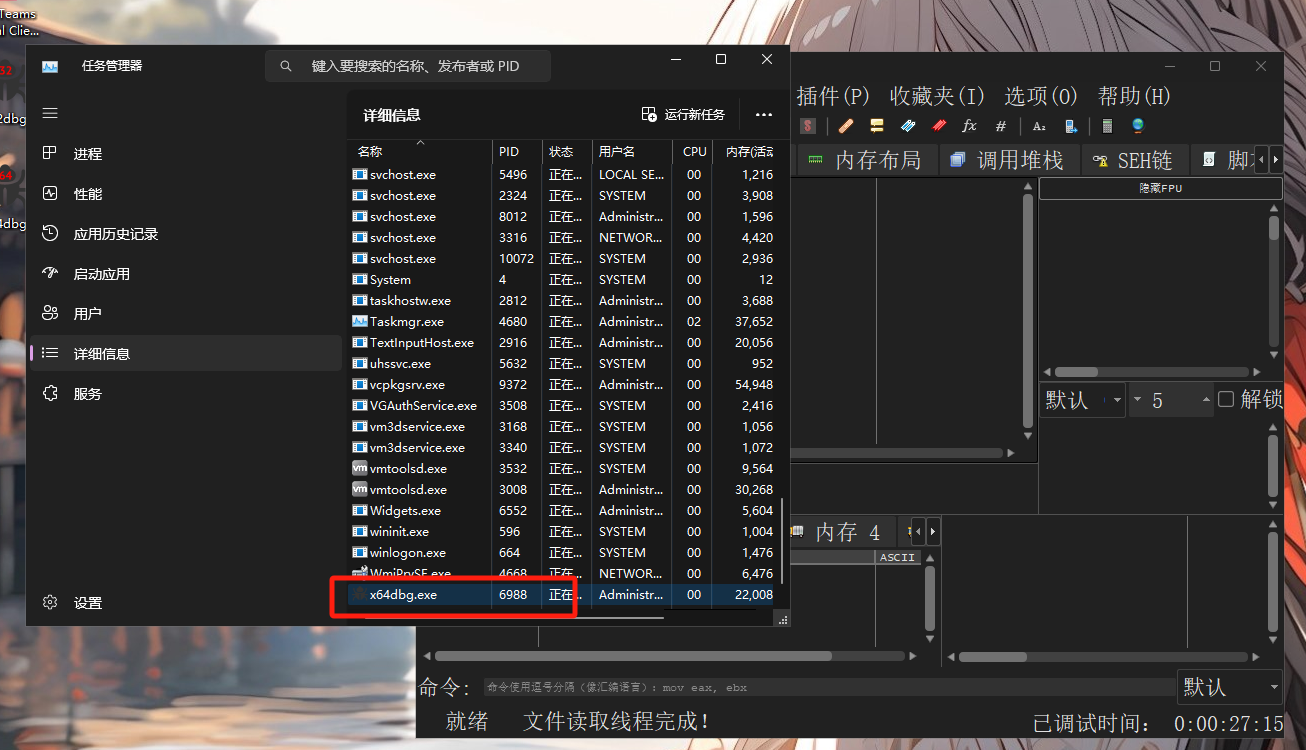 Teams
任务管理器
键入要搜索的名称、发布者或 PID
进程
性能
应用历史记录
启动应用
用户
详细信息
服务
设置
详细信息
运行新任务
名称 PID 状态 用户名 CPU 内存(活
svchost.exe 5496 正在... LOCAL SE... 00 1,216
svchost.exe 2324 正在... SYSTEM 00 3,908
svchost.exe 8012 正在... Administr... 00 1,596
svchost.exe 3316 正在... NETWOR... 00 4,420
svchost.exe 10072 正在... SYSTEM 00 2,936
System 4 正在... SYSTEM 00 12
taskhostw.exe 2812 正在... Administr... 00 3,688
Taskmgr.exe 4680 正在... Administr... 02 37,652
TextInputHost.exe 2916 正在... Administr... 00 20,056
uhssvc.exe 5632 正在... SYSTEM 00 952
vcpkgsrv.exe 9372 正在... Administr... 00 54,948
VGAuthService.exe 3508 正在... SYSTEM 00 2,416
vm3dservice.exe 3168 正在... SYSTEM 00 1,056
vm3dservice.exe 3340 正在... SYSTEM 00 1,072
vmtoolsd.exe 3532 正在... SYSTEM 00 9,564
vmtoolsd.exe 3008 正在... Administr... 00 30,268
Widgets.exe 6552 正在... Administr... 00 5,604
wininit.exe 596 正在... SYSTEM 00 1,004
winlogon.exe 664 正在... SYSTEM 00 1,476
WmiPrvSE.exe 4668 正在... NETWOR... 00 6,476
x64dbg.exe 6988 正在... Administr... 00 22,008
插件(P) 收藏夹(I) 选项(O) 帮助(H)
内存布局 调用堆栈 SEH链
隐藏FPU
默认 5 解锁
内存 4
ASCII
命令: 命令使用逗号分隔（像汇编语言）: mov eax, ebx 默认
就绪 文件读取线程完成! 已调试时间: 0:00:27:15